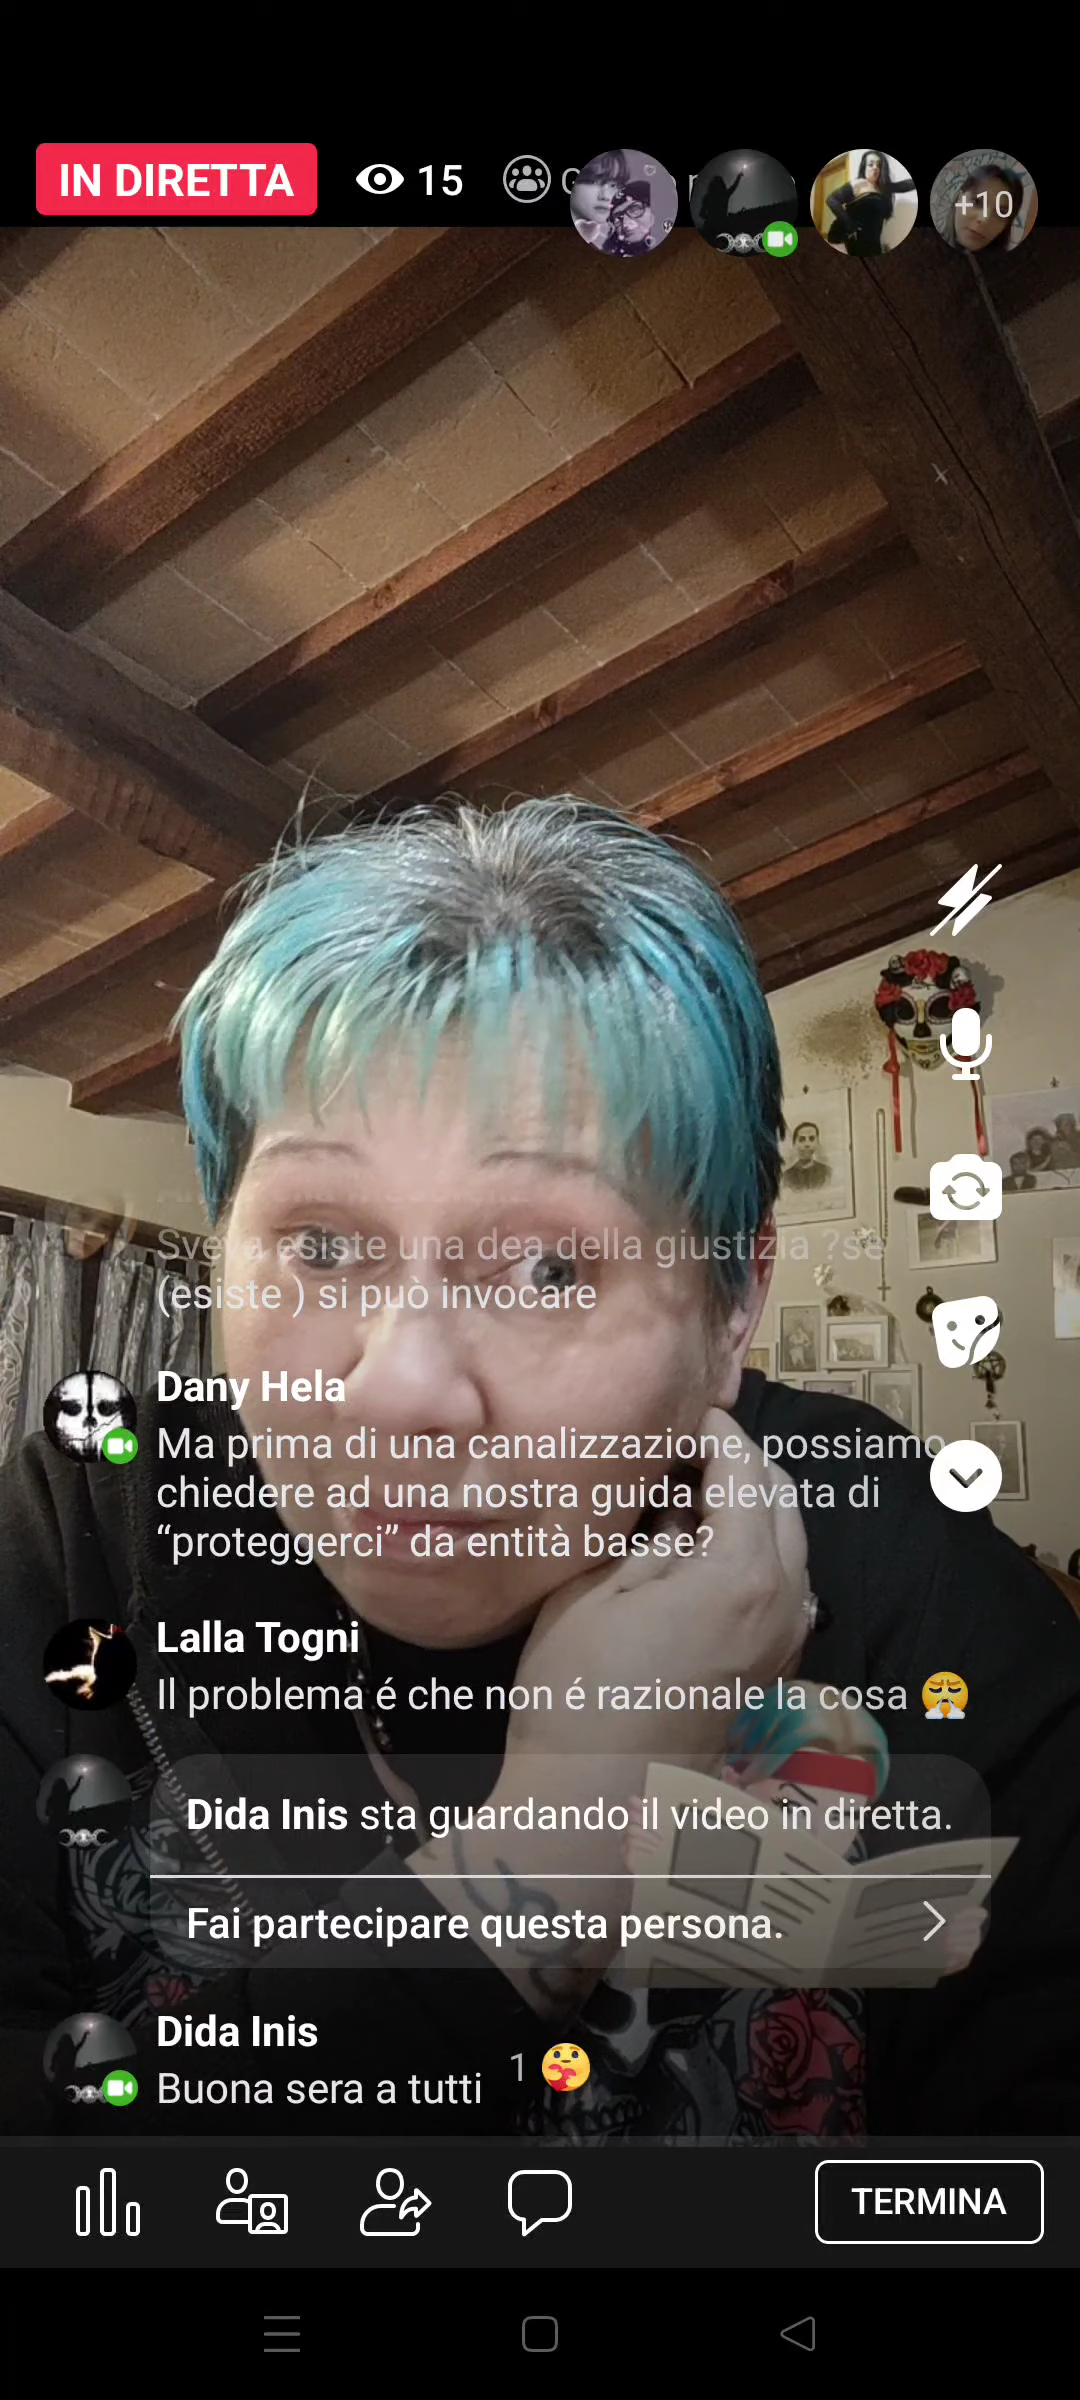 IN DIRETTA
15
+10
Sveva esiste una dea della giustizia ?se
(esiste ) si può invocare
Dany Hela
Ma prima di una canalizzazione, possiamo
chiedere ad una nostra guida elevata di
“proteggerci” da entità basse?
Lalla Togni
Il problema é che non é razionale la cosa 😤
Dida Inis sta guardando il video in diretta.
Fai partecipare questa persona.
Dida Inis
Buona sera a tutti
1 🤗
TERMINA